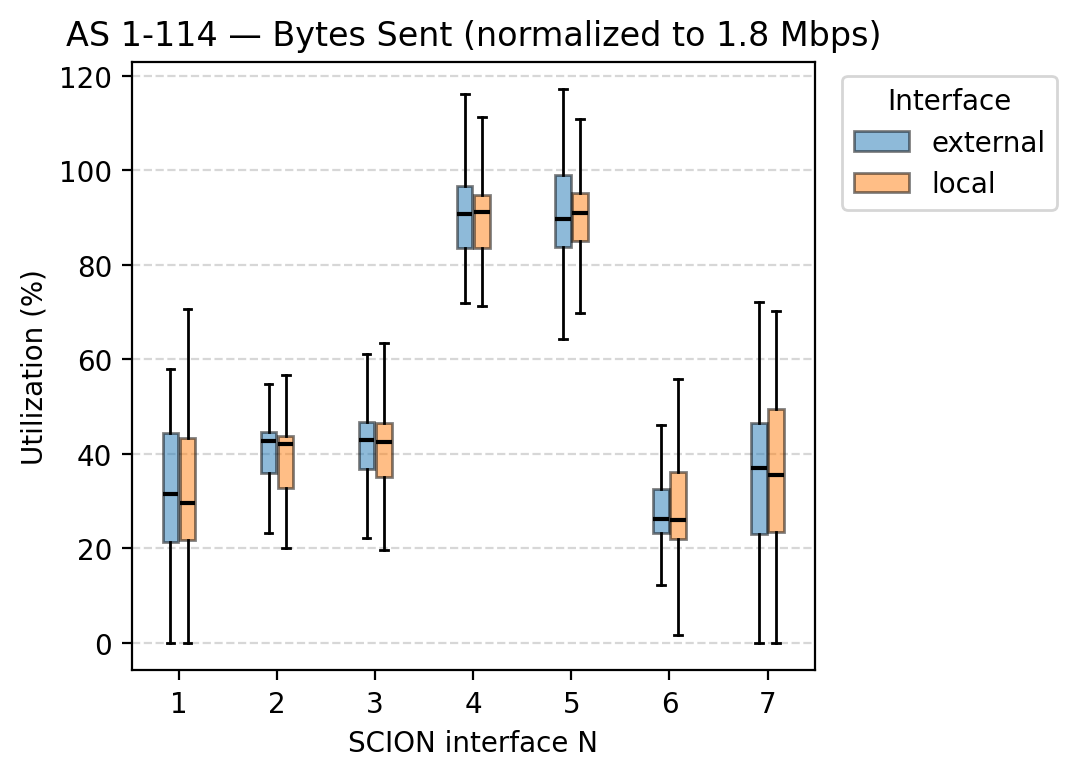 AS 1-114 — Bytes Sent (normalized to 1.8 Mbps)
Utilization (%)
120
100
80
60
40
20
0
1 2 3 4 5 6 7
SCION interface N
Interface
external
local